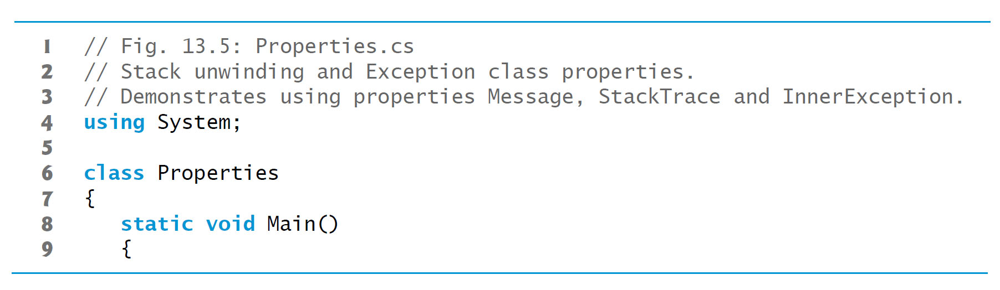 1 // Fig. 13.5: Properties.cs
2 // Stack unwinding and Exception class properties.
3 // Demonstrates using properties Message, StackTrace and InnerException.
4 using System;
5
6 class Properties
7 {
8    static void Main()
9    {